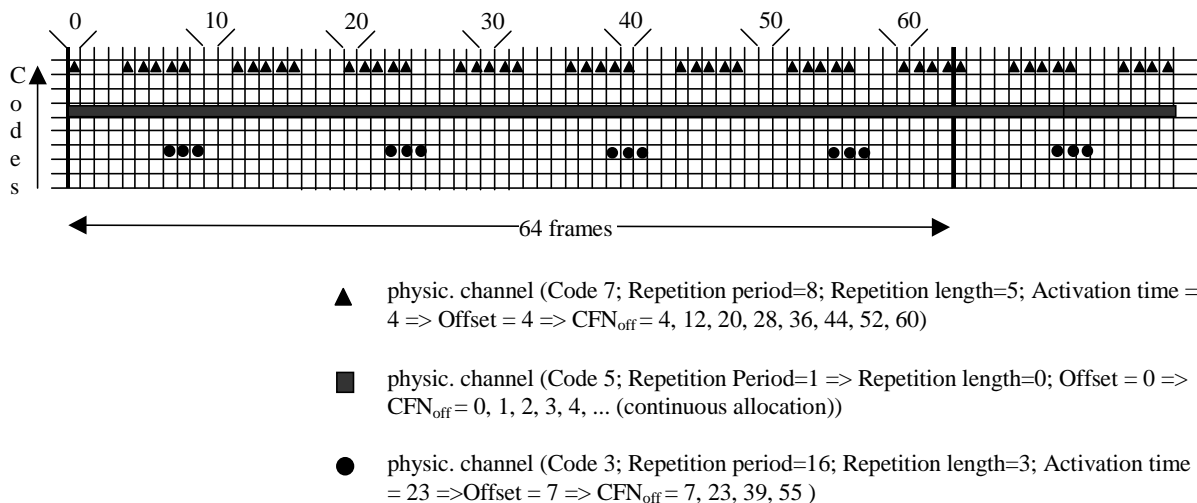 0 10 20 30 40 50 60
C
o
d
e
s
64 frames
physic. channel (Code 7; Repetition period=8; Repetition length=5; Activation time =
4 => Offset = 4 => CFNoff = 4, 12, 20, 28, 36, 44, 52, 60)
physic. channel (Code 5; Repetition Period=1 => Repetition length=0; Offset = 0 =>
CFNoff = 0, 1, 2, 3, 4, ... (continuous allocation))
physic. channel (Code 3; Repetition period=16; Repetition length=3; Activation time
= 23 =>Offset = 7 => CFNoff = 7, 23, 39, 55 )